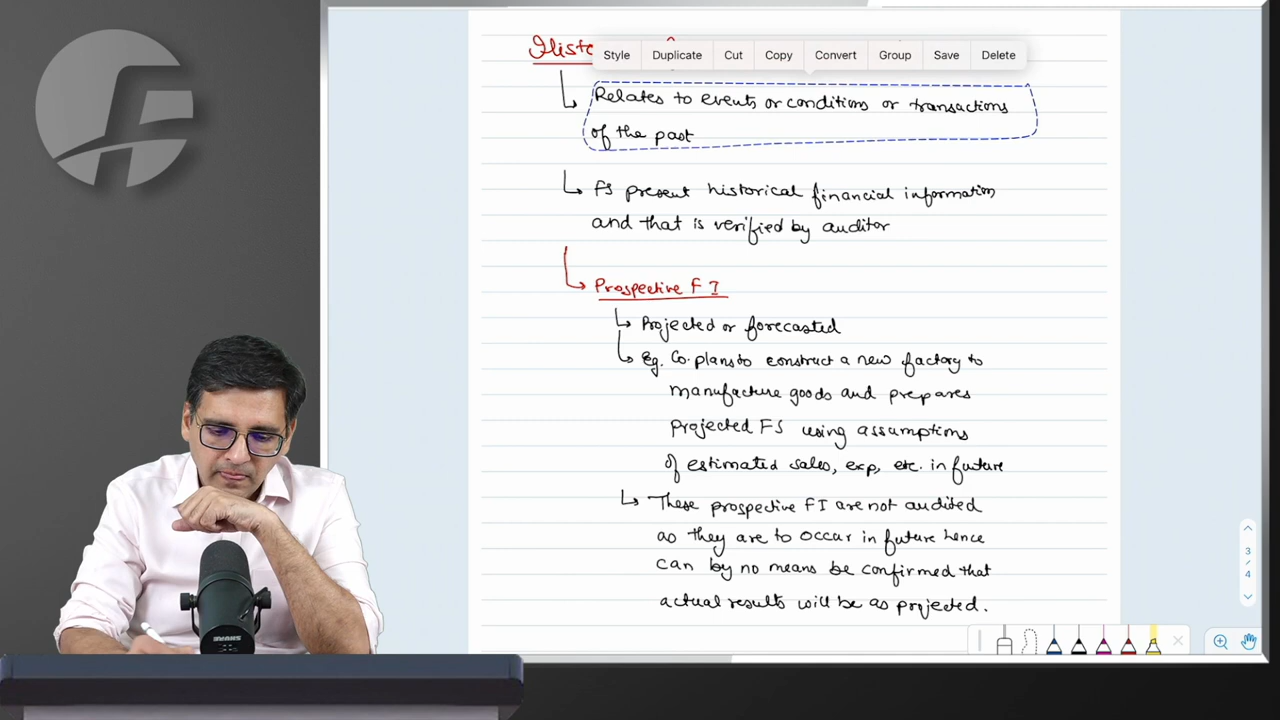 Histo
Style Duplicate Cut Copy Convert Group Save Delete
Relates to events or conditions or transactions
of the past
FS present historical financial information
and that is verified by auditor
Prospective F I
Projected or forecasted
Eg. Co. plans to construct a new factory to
manufacture goods and prepares
projected FS using assumptions
of estimated sales, exp, etc. in future
These prospective FI are not audited
as they are to occur in future hence
can by no means be confirmed that
actual results will be as projected.
3
/
4
SHURE